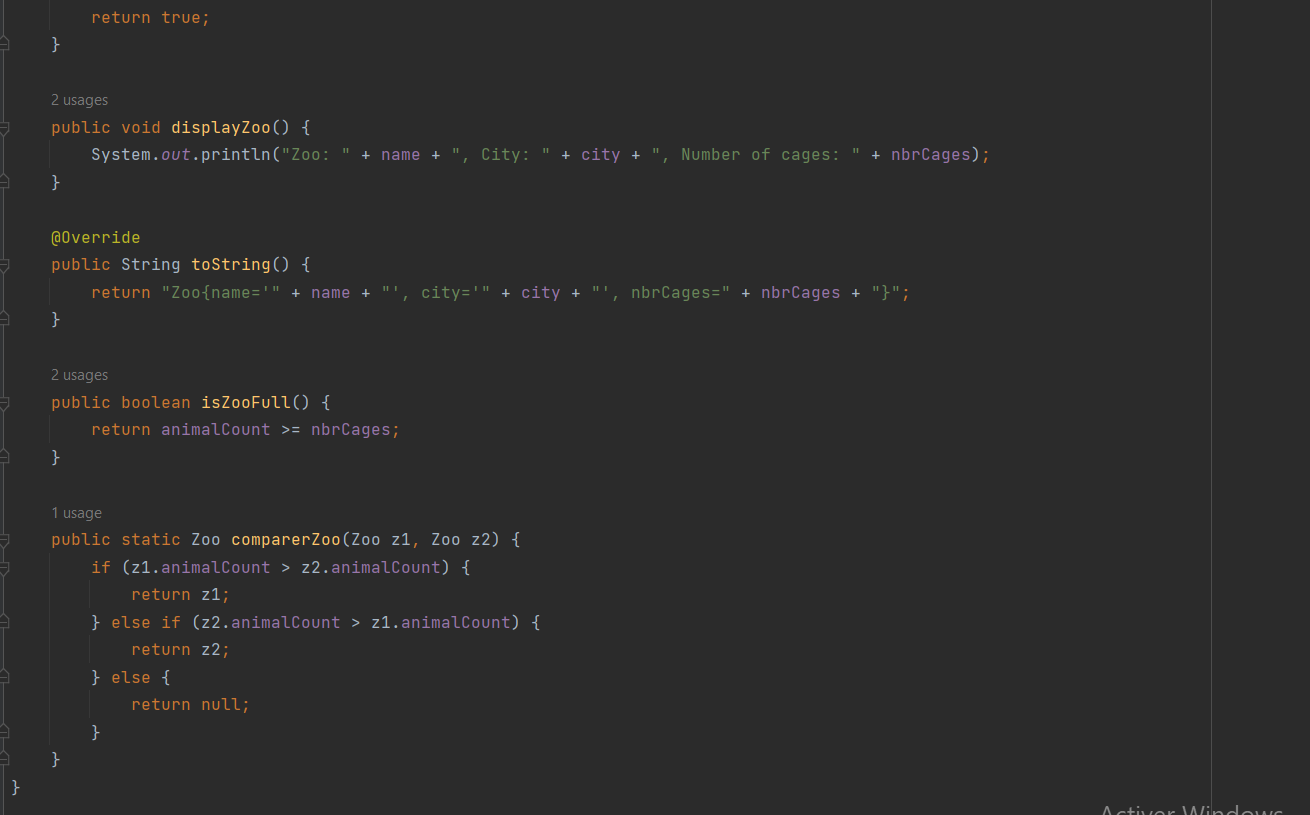 return true;
}
2 usages
public void displayZoo() {
System.out.println("Zoo: " + name + ", City: " + city + ", Number of cages: " + nbrCages);
}
@Override
public String toString() {
return "Zoo{name='" + name + "', city='" + city + "', nbrCages=" + nbrCages + "}";
}
2 usages
public boolean isZooFull() {
return animalCount >= nbrCages;
}
1 usage
public static Zoo comparerZoo(Zoo z1, Zoo z2) {
if (z1.animalCount > z2.animalCount) {
return z1;
} else if (z2.animalCount > z1.animalCount) {
return z2;
} else {
return null;
}
}
}
Activer Windows